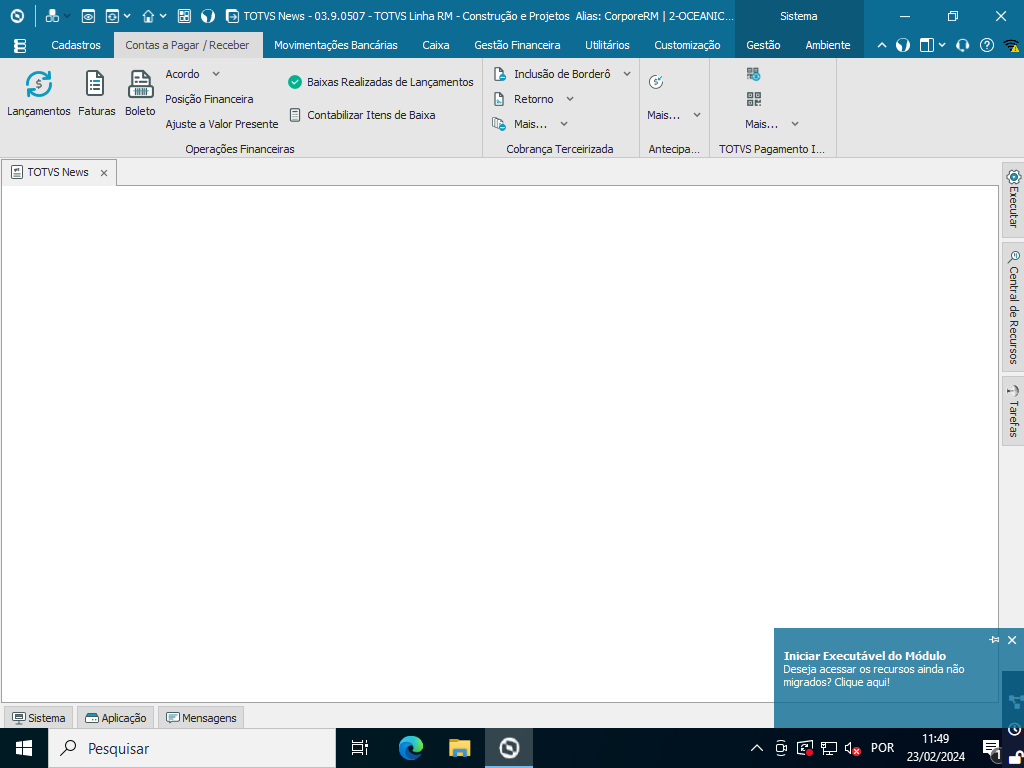 TOTVS News - 03.9.0507 - TOTVS Linha RM - Construção e Projetos  Alias: CorporeRM | 2-OCEANIC...
Sistema
Cadastros
Contas a Pagar / Receber
Movimentações Bancárias
Caixa
Gestão Financeira
Utilitários
Customização
Gestão
Ambiente
Lançamentos
Faturas
Boleto
Acordo
Posição Financeira
Ajuste a Valor Presente
Baixas Realizadas de Lançamentos
Contabilizar Itens de Baixa
Operações Financeiras
Inclusão de Borderô
Retorno
Mais...
Cobrança Terceirizada
Mais...
Antecipa...
Mais...
TOTVS Pagamento I...
TOTVS News
Executar
Central de Recursos
Tarefas
Iniciar Executável do Módulo
Deseja acessar os recursos ainda não
migrados? Clique aqui!
Sistema
Aplicação
Mensagens
Pesquisar
POR
11:49
23/02/2024
1